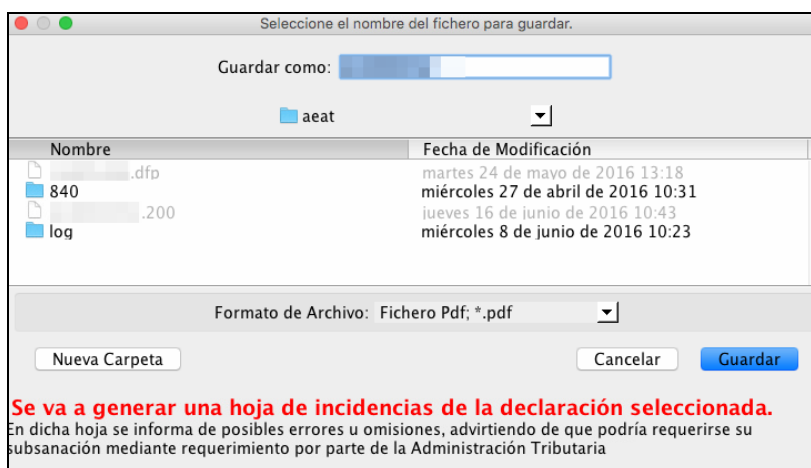 Seleccione el nombre del fichero para guardar.
Guardar como:
aeat
Nombre Fecha de Modificación
.dfp martes 24 de mayo de 2016 13:18
840 miércoles 27 de abril de 2016 10:31
.200 jueves 16 de junio de 2016 10:43
log miércoles 8 de junio de 2016 10:23
Formato de Archivo: Fichero Pdf; *.pdf
Nueva Carpeta Cancelar Guardar
Se va a generar una hoja de incidencias de la declaración seleccionada.
En dicha hoja se informa de posibles errores u omisiones, advirtiendo de que podría requerirse su
subsanación mediante requerimiento por parte de la Administración Tributaria